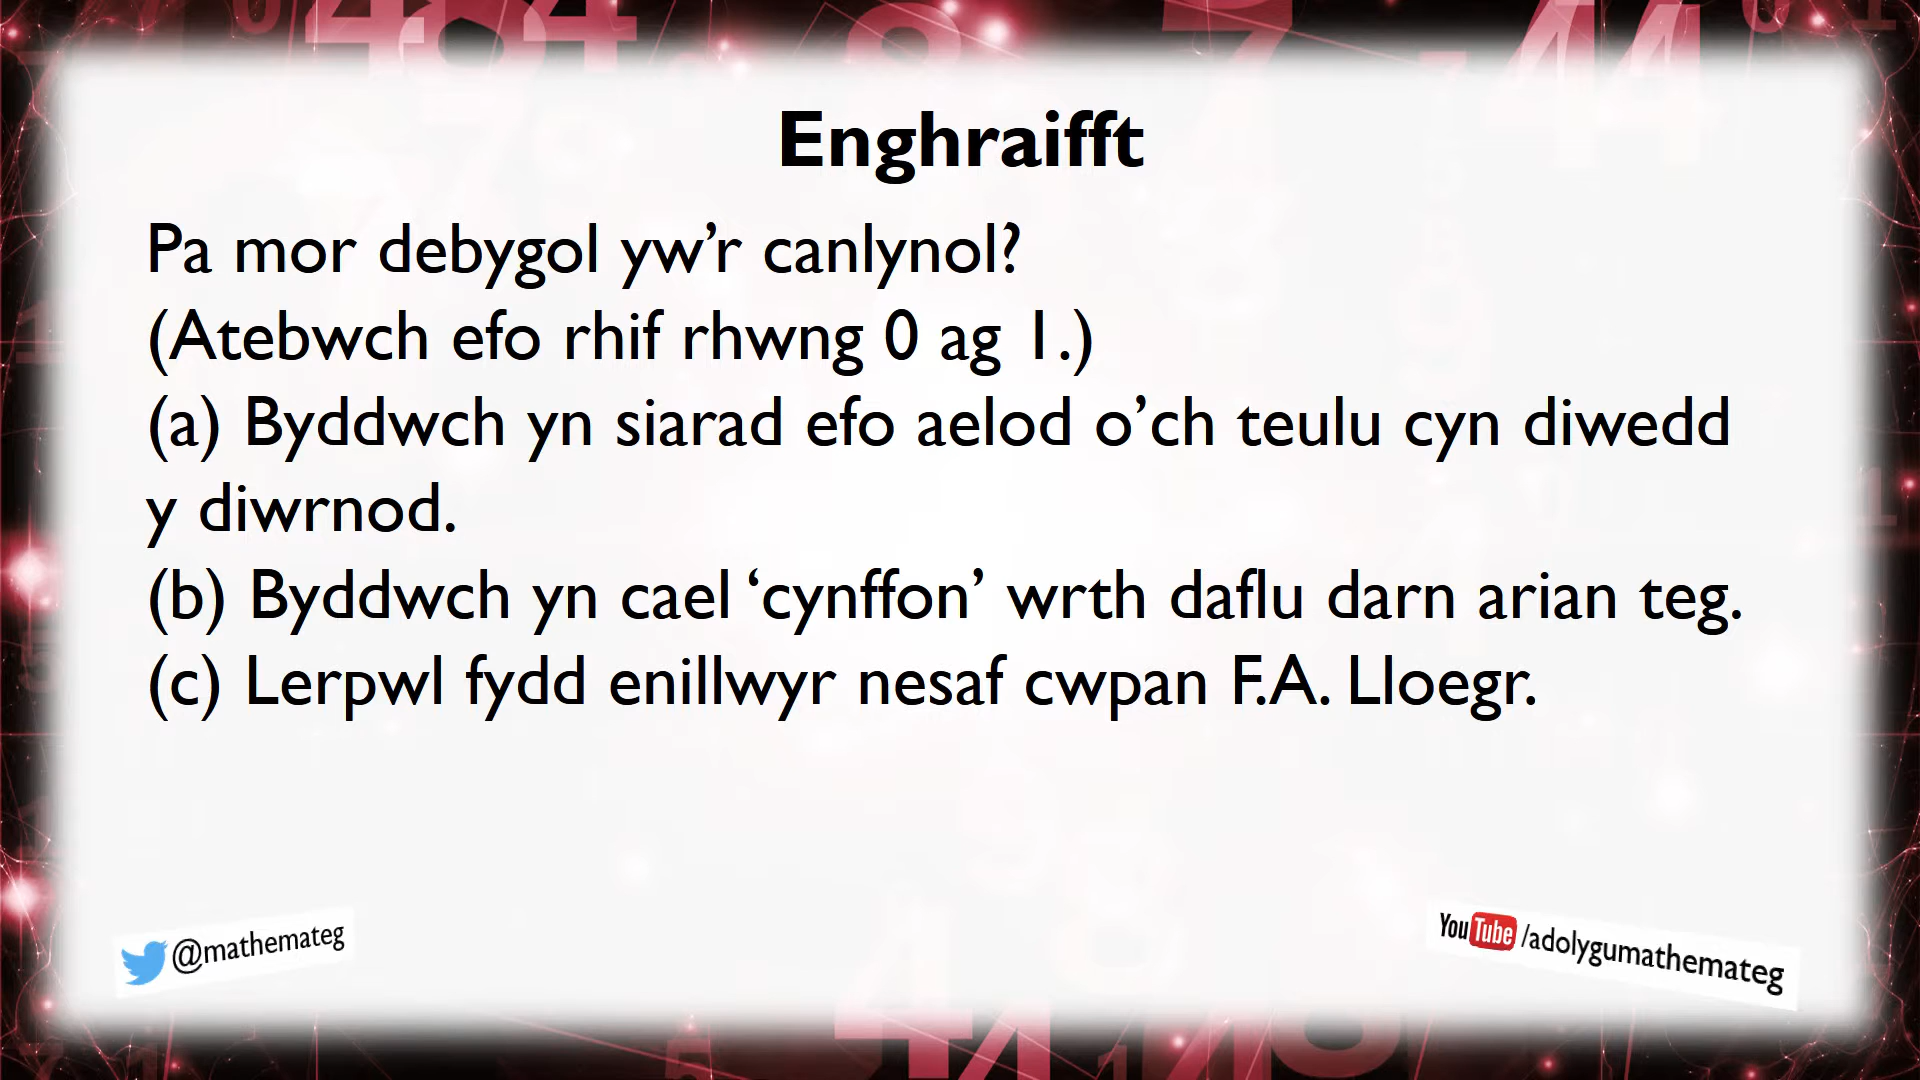 Enghraifft
Pa mor debygol yw’r canlynol?
(Atebwch efo rhif rhwng 0 ag 1.)
(a) Byddwch yn siarad efo aelod o’ch teulu cyn diwedd
y diwrnod.
(b) Byddwch yn cael ‘cynffon’ wrth daflu darn arian teg.
(c) Lerpwl fydd enillwyr nesaf cwpan F.A. Lloegr.
@mathemateg
YouTube /adolygumathemateg